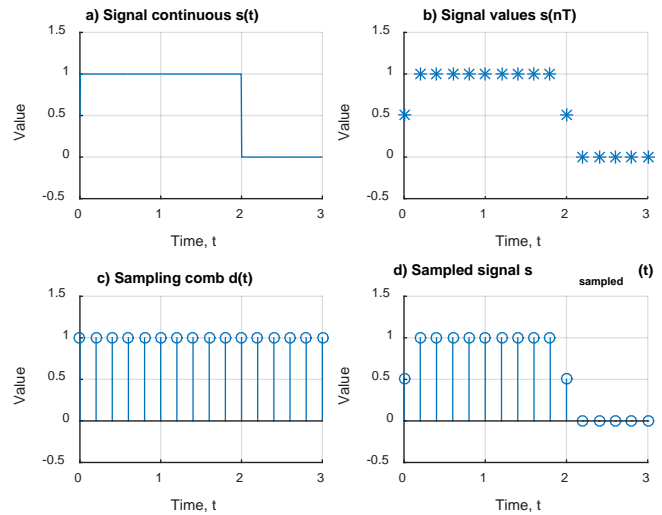 a) Signal continuous s(t)
Value
1.5
1
0.5
0
-0.5
0 1 2 3
Time, t
b) Signal values s(nT)
Value
1.5
1
0.5
0
-0.5
0 1 2 3
Time, t
c) Sampling comb d(t)
Value
1.5
1
0.5
0
-0.5
0 1 2 3
Time, t
d) Sampled signal s sampled (t)
Value
1.5
1
0.5
0
-0.5
0 1 2 3
Time, t